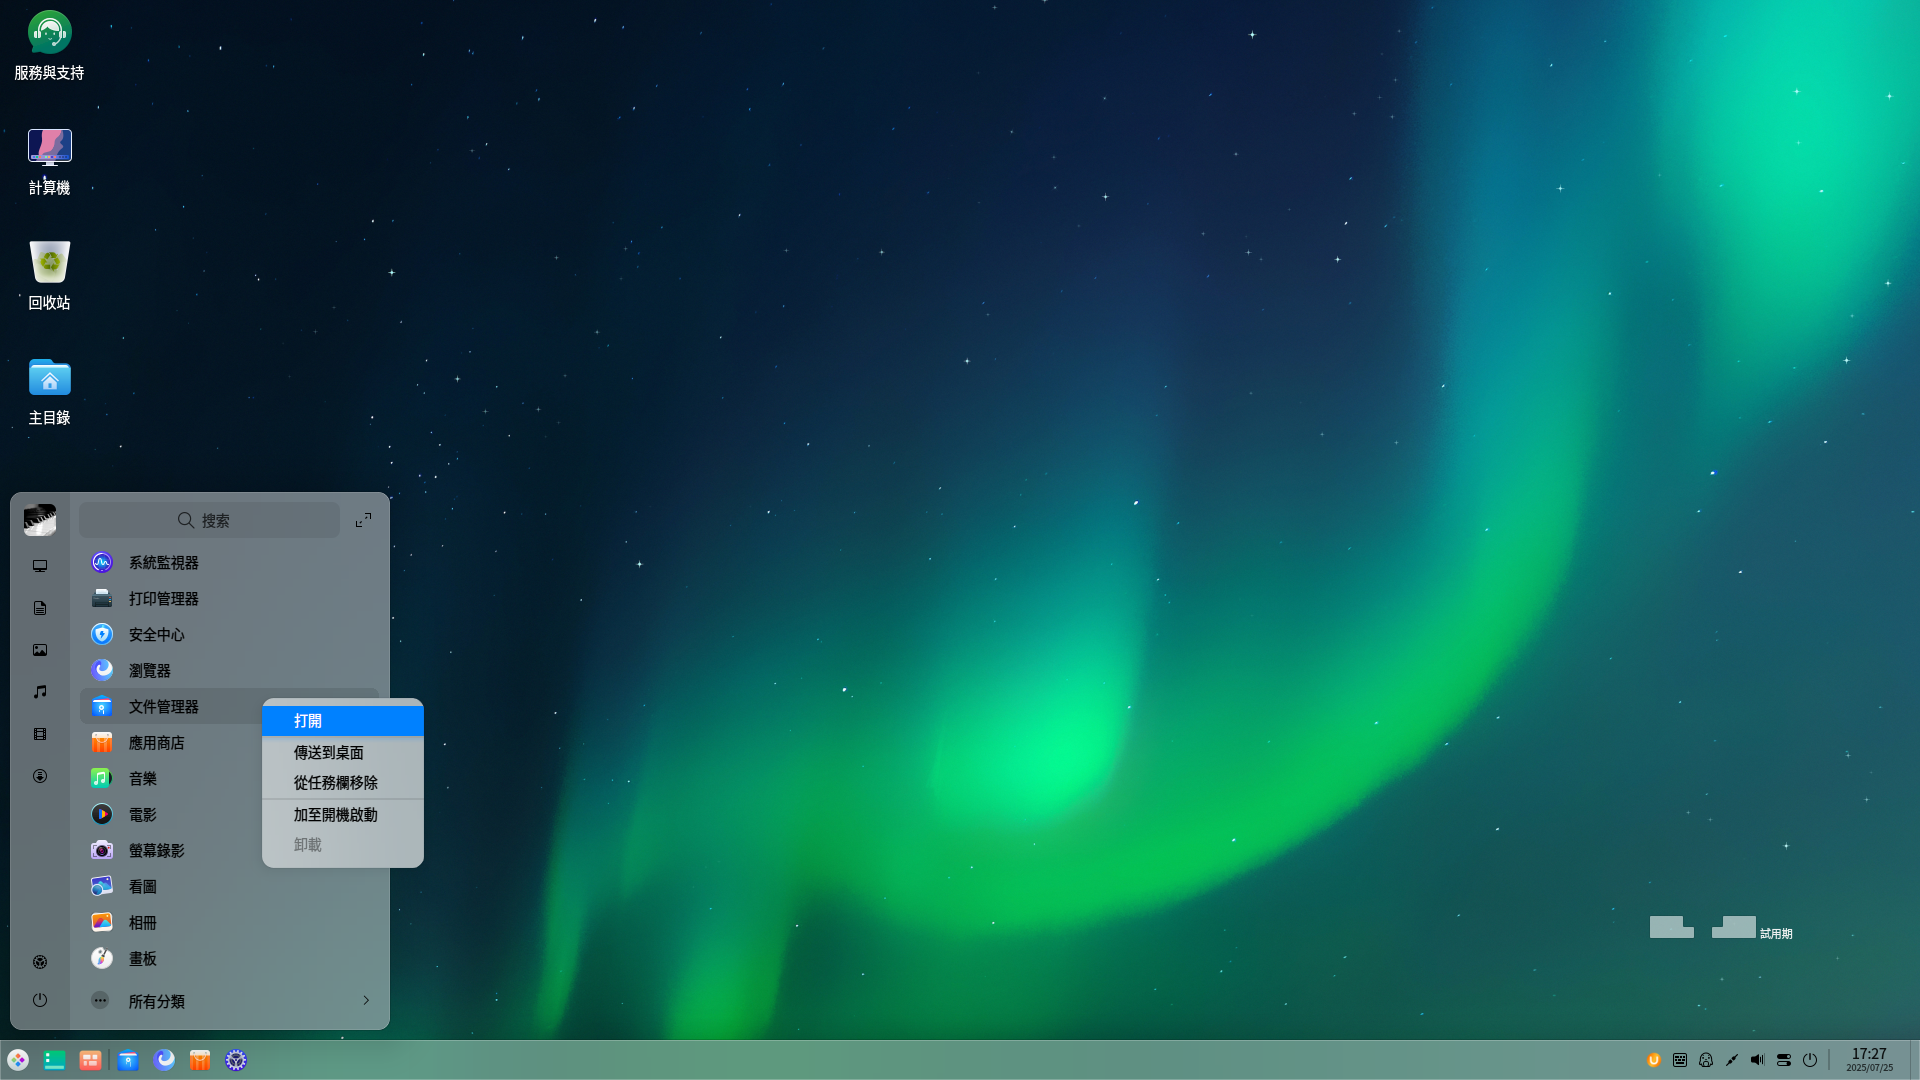 服務與支持
計算機
回收站
主目錄
搜索
系統監視器
打印管理器
安全中心
瀏覽器
文件管理器
應用商店
音樂
電影
螢幕錄影
看圖
相冊
畫板
所有分類
打開
傳送到桌面
從任務欄移除
加至開機啟動
卸載
試用期
17:27
2025/07/25